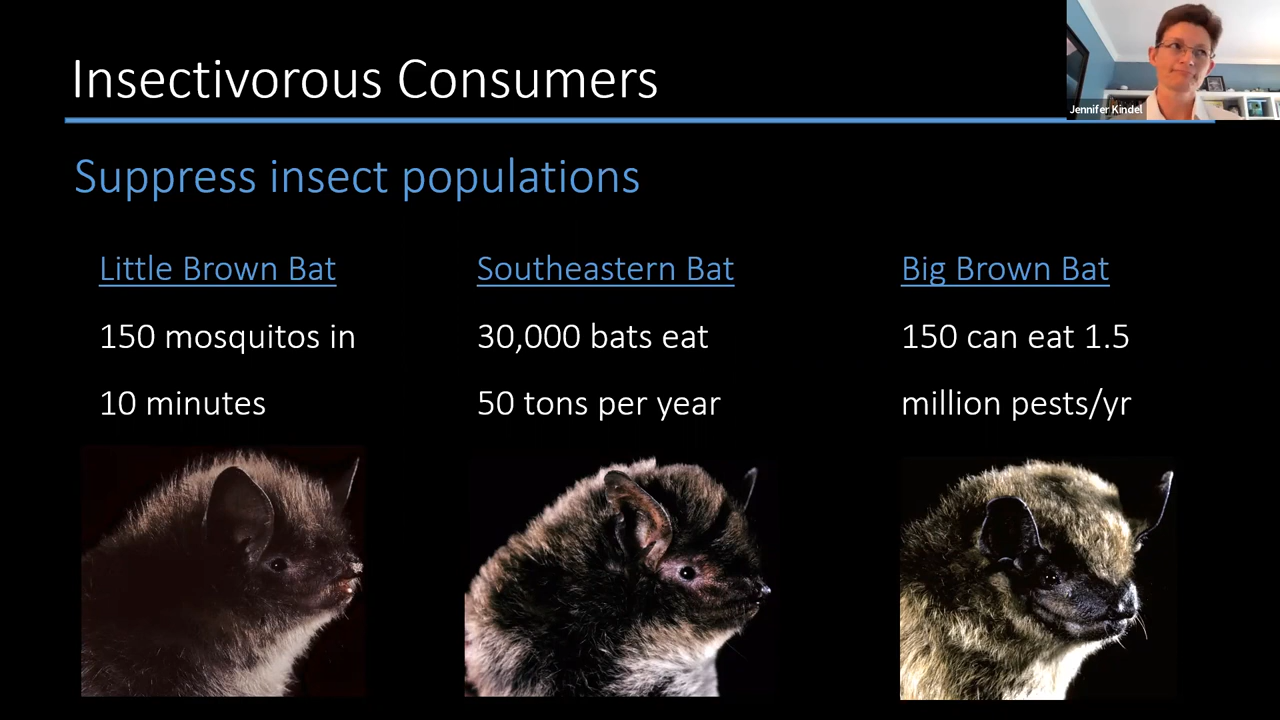 Insectivorous Consumers
Jennifer Kindel
Suppress insect populations
Little Brown Bat
150 mosquitos in
10 minutes
Southeastern Bat
30,000 bats eat
50 tons per year
Big Brown Bat
150 can eat 1.5
million pests/yr